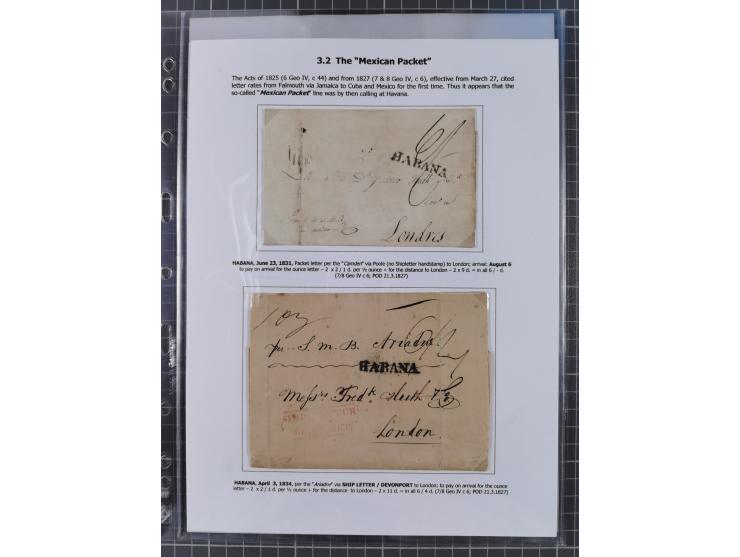 3.2 The "Mexican Packet"
The Acts of 1825 (6 Geo IV, c 44) and from 1827 (7 & 8 Geo IV, c 6), effective from March 27, cited
letter rates from Falmouth via Jamaica to Cuba and Mexico for the first time. Thus it appears that the
so-called "Mexican Packet" line was by then calling at Havana.
HABANA
Londres
HABANA, June 23, 1831, Packet letter per the "Camden" via Poole (no Shipletter handstamp) to London; arrival: August 6
to pay on arrival for the ounce letter – 2 x 2 / 1 d. per ½ ounce + for the distance to London – 2 x 9 d. = in all 6 / - d.
(7/8 Geo IV c 6; POD 21.3.1827)
1 oz
per S. M. B. Ariadne
HABANA
Messrs Fredk Huth & Co
SHIP LETTER
London.
HABANA, April 3, 1834, per the "Ariadne" via SHIP LETTER / DEVONPORT to London; to pay on arrival for the ounce
letter – 2 x 2 / 1 d. per ½ ounce + for the distance to London – 2 x 11 d. = in all 6 / 4 d. (7/8 Geo IV c 6; POD 21.3.1827)